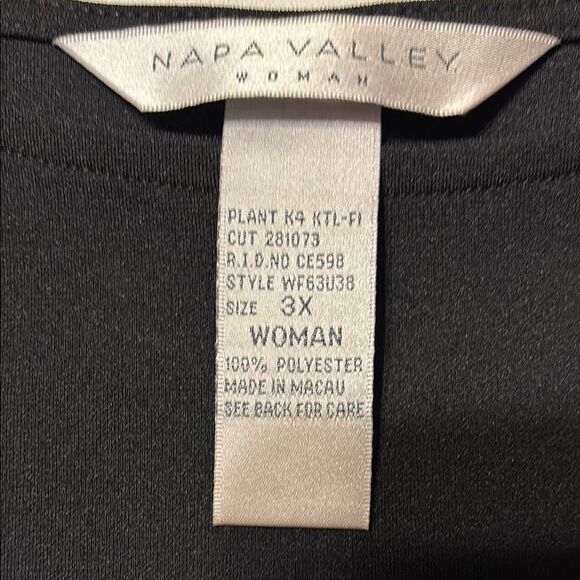 NAPA VALLEY
WOMAN
PLANT K4 KTL-FI
CUT 281073
R.I.D.NO CE598
STYLE WF63U38
SIZE 3X
WOMAN
100% POLYESTER
MADE IN MACAU
SEE BACK FOR CARE